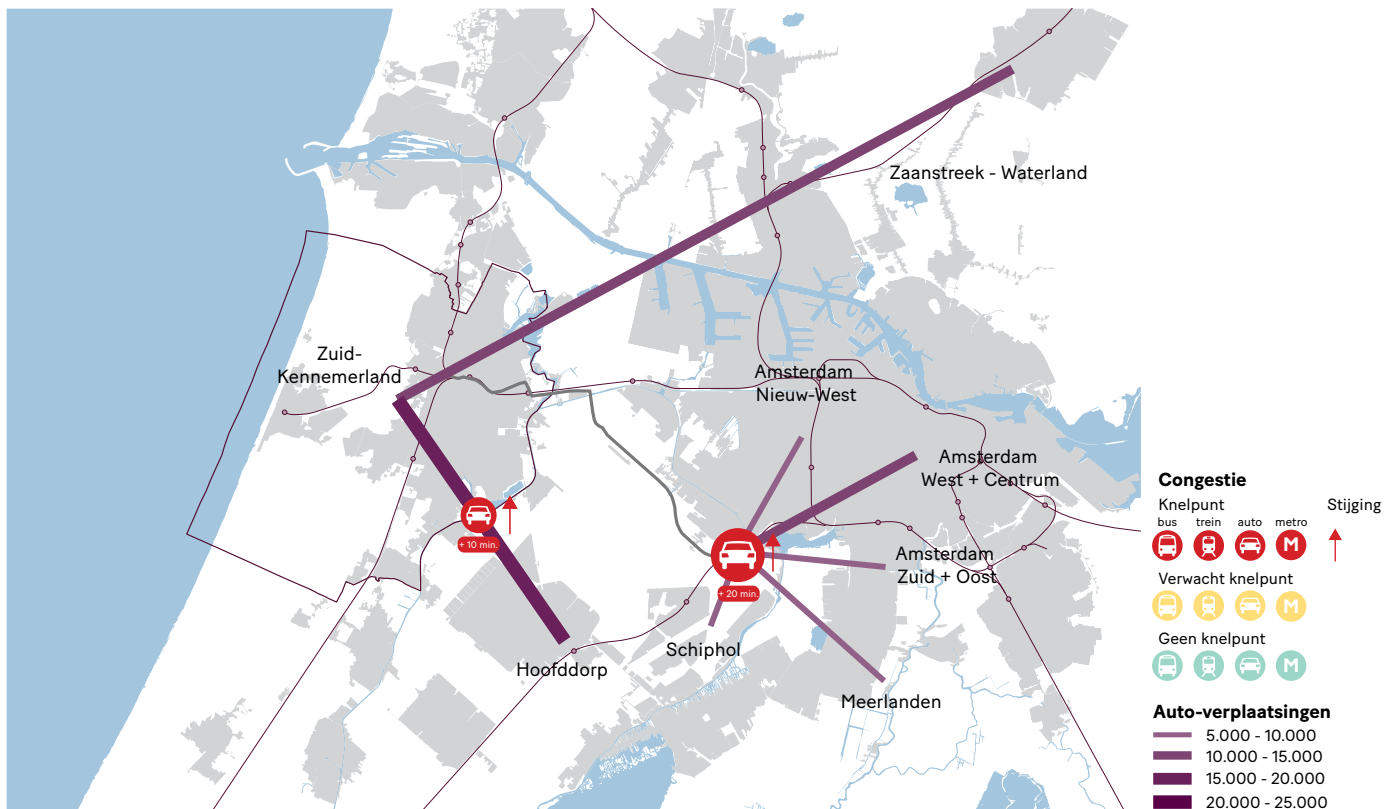 Zaanstreek - Waterland
Zuid-
Kennemerland
Amsterdam
Nieuw-West
Amsterdam
West + Centrum
+ 10 min.
Amsterdam
Zuid + Oost
+ 20 min.
Schiphol
Hoofddorp
Meerlanden
Congestie
Knelpunt Stijging
bus trein auto metro
M
Verwacht knelpunt
M
Geen knelpunt
M
Auto-verplaatsingen
5.000 - 10.000
10.000 - 15.000
15.000 - 20.000
20.000 - 25.000